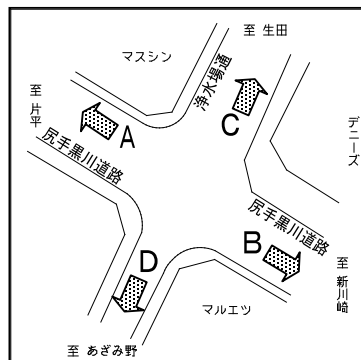 至 生田
マスシン
浄水場通
至 片平
C
A
尻手黒川道路
デニーズ
尻手黒川道路
B
D
至 新川崎
マルエツ
至 あざみ野